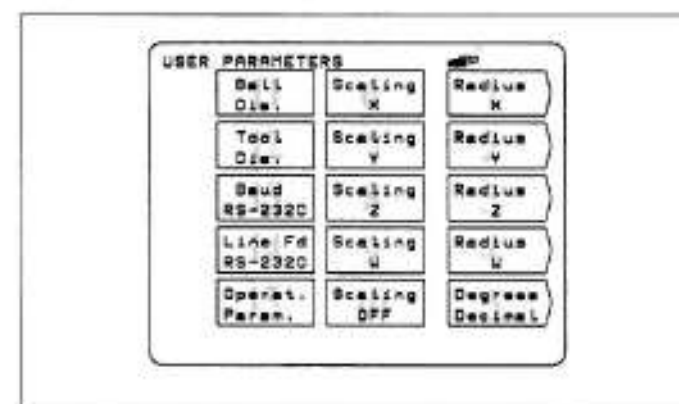 USER PARAMETERS
Ball
Dia.
Scaling
X
Radius
X
Tool
Dia.
Scaling
Y
Radius
Y
Baud
RS-232C
Scaling
Z
Radius
Z
Line Fd
RS-232C
Scaling
W
Radius
W
Operat.
Param.
Scaling
OFF
Degrees
Decimal